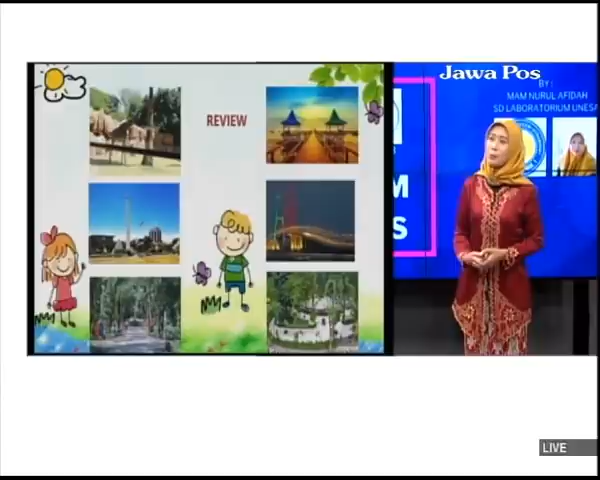 Jawa Pos
BY :
MAM NURUL AFIDAH
SD LABORATORIUM UNESA
REVIEW
M
S
LIVE